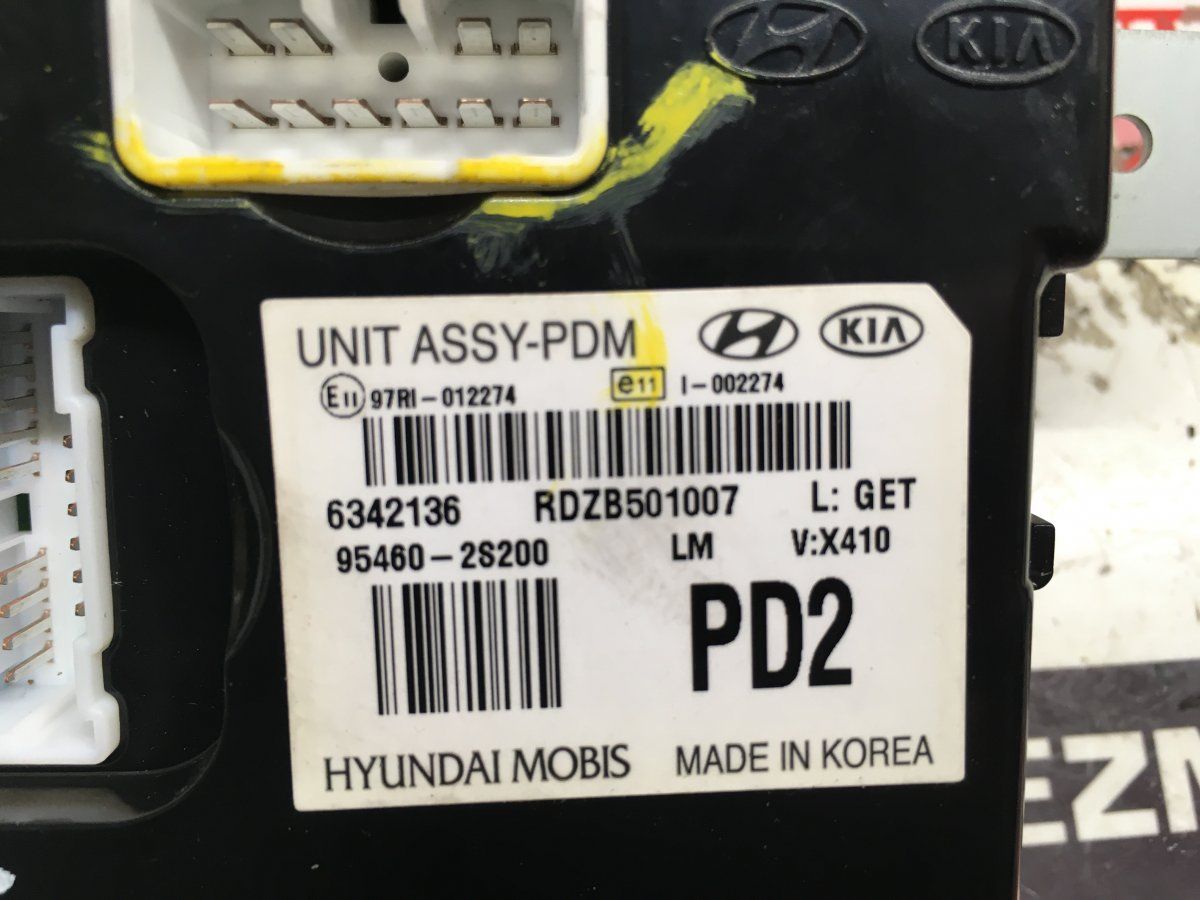 KIA
UNIT ASSY-PDM KIA
E11 97RI-012274 e11 I-002274
6342136 RDZB501007 L: GET
95460-2S200 LM V:X410
PD2
HYUNDAI MOBIS MADE IN KOREA
EZM